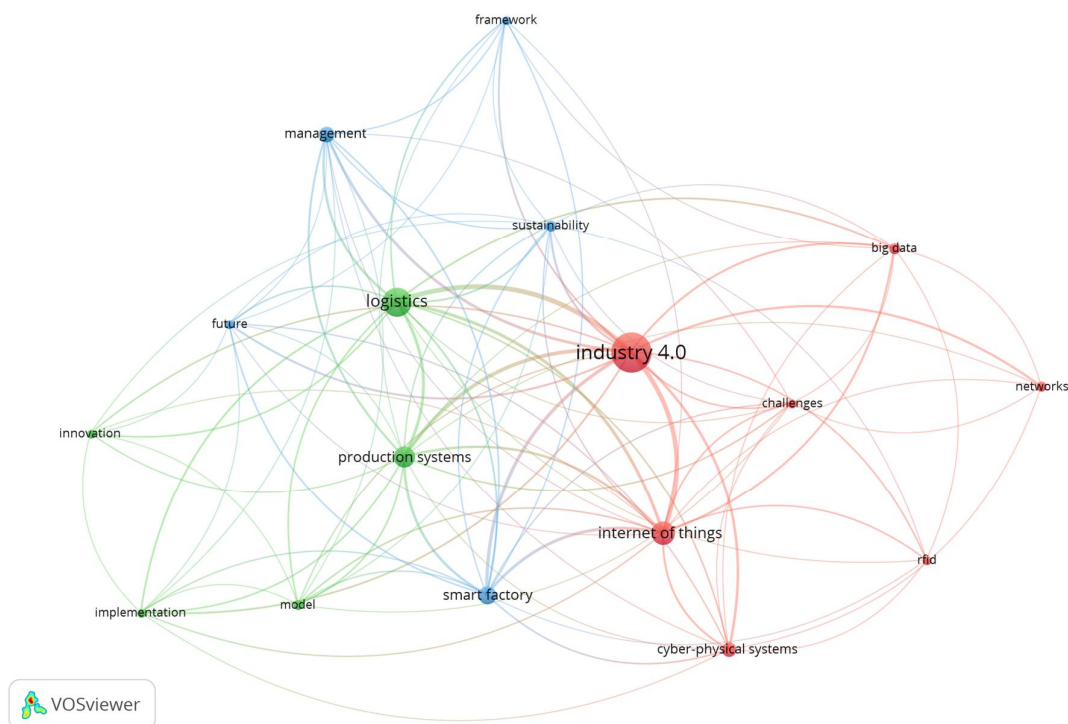 framework
management
sustainability
big data
logistics
future
industry 4.0
networks
challenges
innovation
production systems
internet of things
rfid
smart factory
model
implementation
cyber-physical systems
VOSviewer